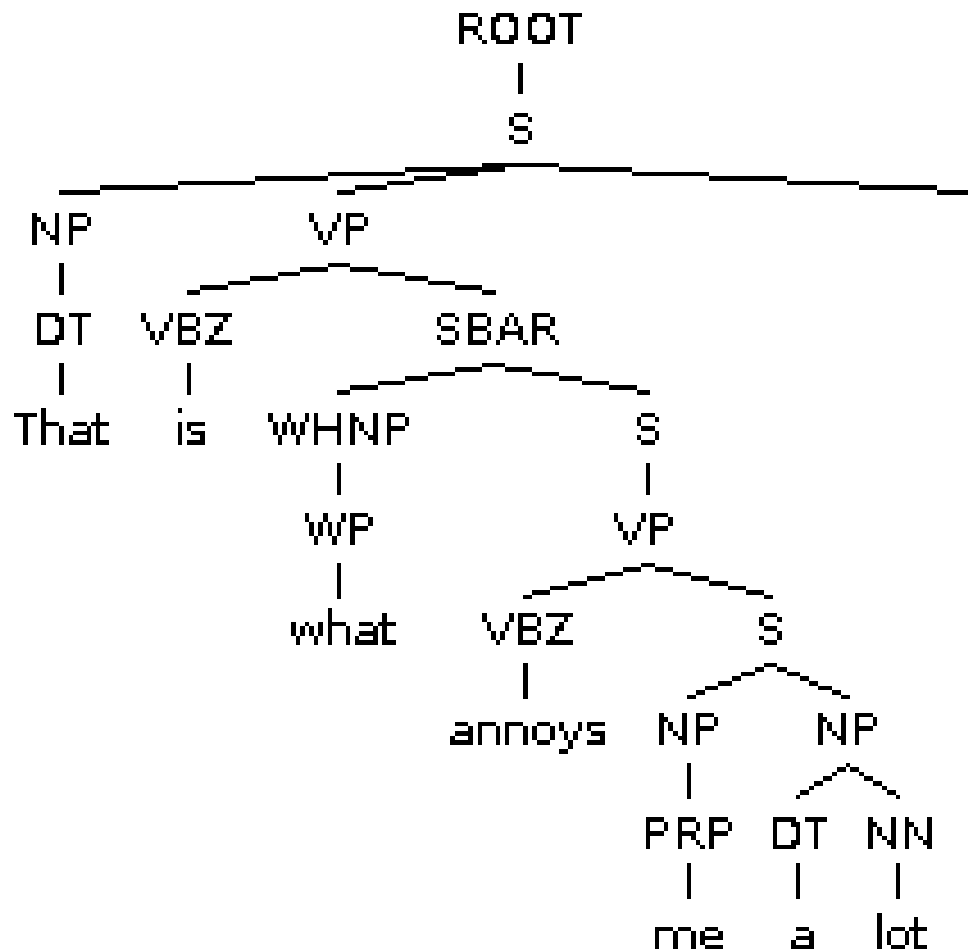 ROOT
S
NP VP
DT VBZ SBAR
That is WHNP S
WP VP
what VBZ S
annoys NP NP
PRP DT NN
me a lot